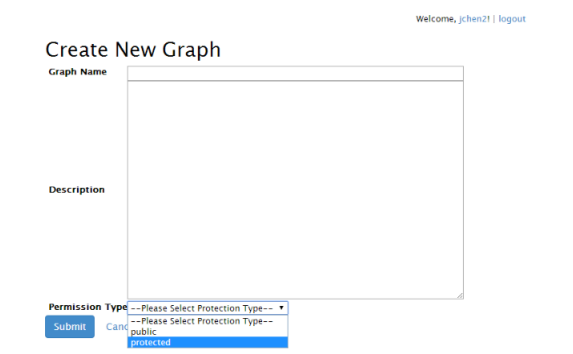 Welcome, jchen2! | logout
Create New Graph
Graph Name
Description
Permission Type --Please Select Protection Type--
--Please Select Protection Type--
public
protected
Submit